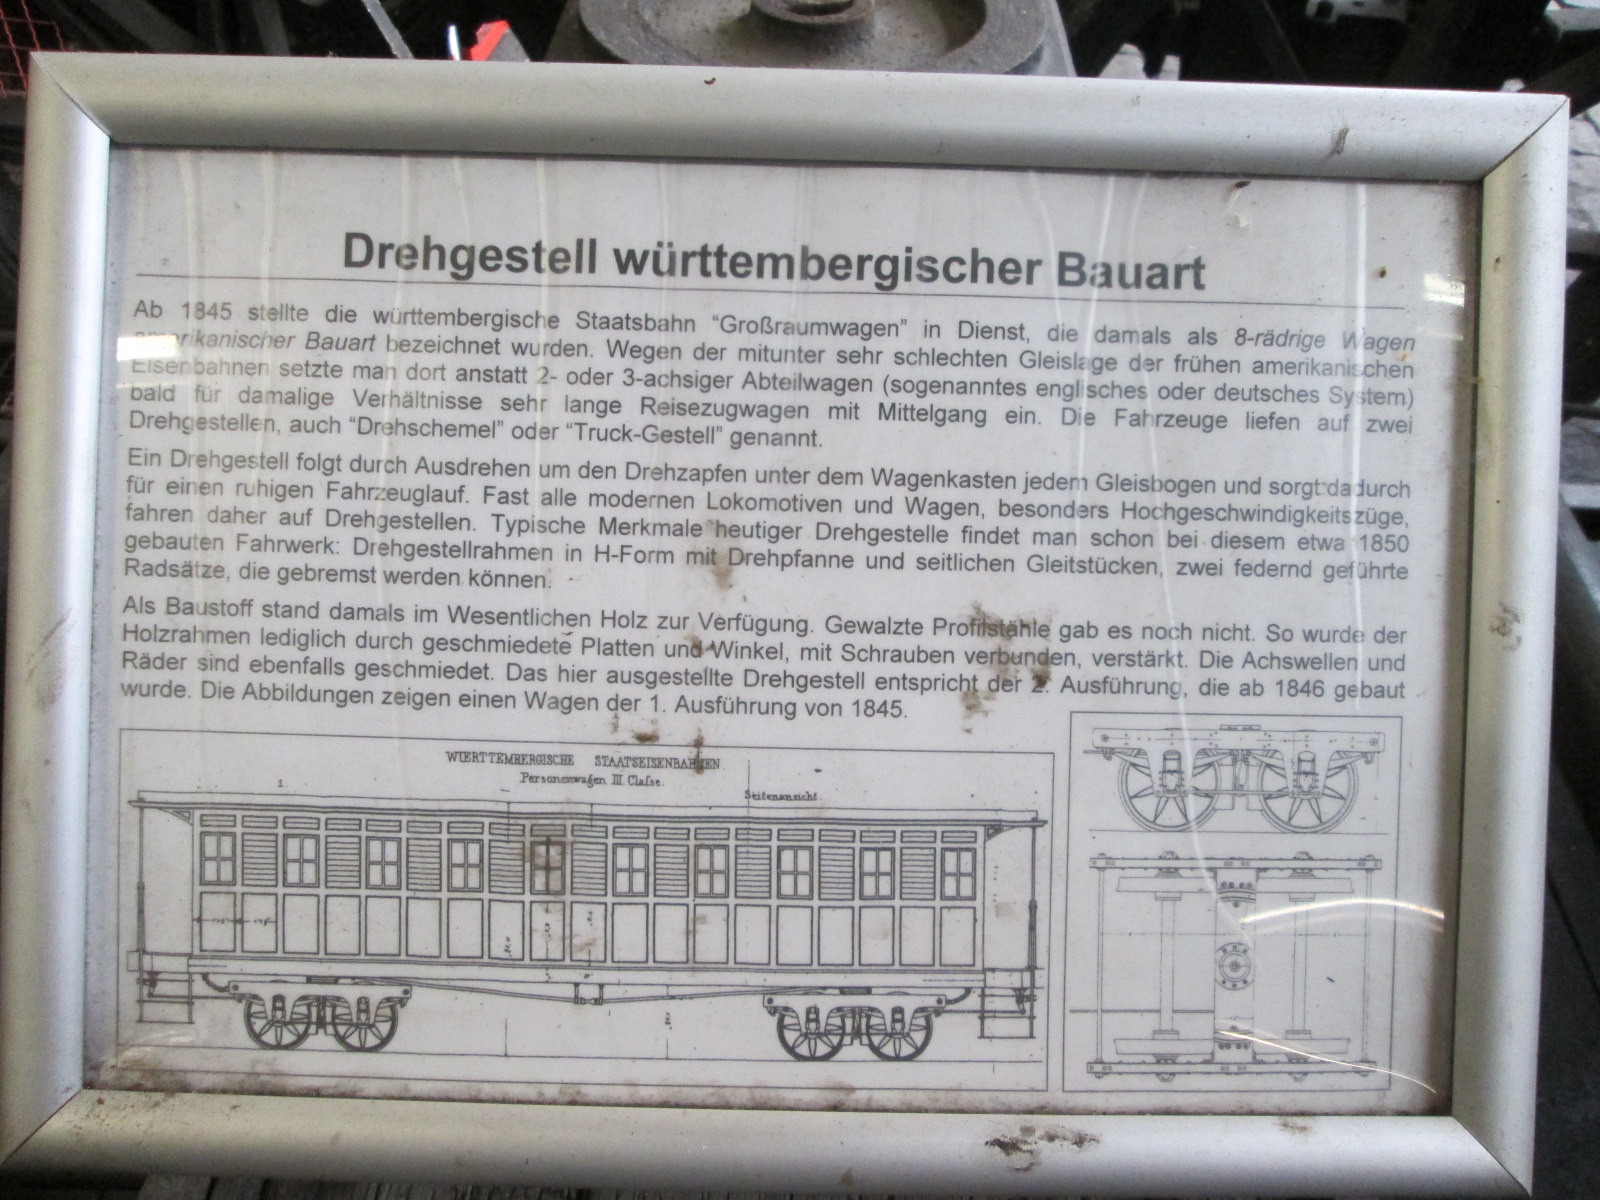 Drehgestell württembergischer Bauart
Ab 1845 stellte die württembergische Staatsbahn “Großraumwagen” in Dienst, die damals als 8-rädrige Wagen
amerikanischer Bauart bezeichnet wurden. Wegen der mitunter sehr schlechten Gleislage der frühen amerikanischen
Eisenbahnen setzte man dort anstatt 2- oder 3-achsiger Abteilwagen (sogenanntes englisches oder deutsches System)
bald für damalige Verhältnisse sehr lange Reisezugwagen mit Mittelgang ein. Die Fahrzeuge liefen auf zwei
Drehgestellen, auch “Drehschemel” oder “Truck-Gestell” genannt.
Ein Drehgestell folgt durch Ausdrehen um den Drehzapfen unter dem Wagenkasten jedem Gleisbogen und sorgt dadurch
für einen ruhigen Fahrzeuglauf. Fast alle modernen Lokomotiven und Wagen, besonders Hochgeschwindigkeitszüge,
fahren daher auf Drehgestellen. Typische Merkmale heutiger Drehgestelle findet man schon bei diesem etwa 1850
gebauten Fahrwerk: Drehgestellrahmen in H-Form mit Drehpfanne und seitlichen Gleitstücken, zwei federnd geführte
Radsätze, die gebremst werden können.
Als Baustoff stand damals im Wesentlichen Holz zur Verfügung. Gewalzte Profilstähle gab es noch nicht. So wurde der
Holzrahmen lediglich durch geschmiedete Platten und Winkel, mit Schrauben verbunden, verstärkt. Die Achswellen und
Räder sind ebenfalls geschmiedet. Das hier ausgestellte Drehgestell entspricht der 2. Ausführung, die ab 1846 gebaut
wurde. Die Abbildungen zeigen einen Wagen der 1. Ausführung von 1845.
WIERTTEMBERGISCHE STAATSEISENBAHNEN.
Personenwagen III. Classe.
1.
Seitenansicht.